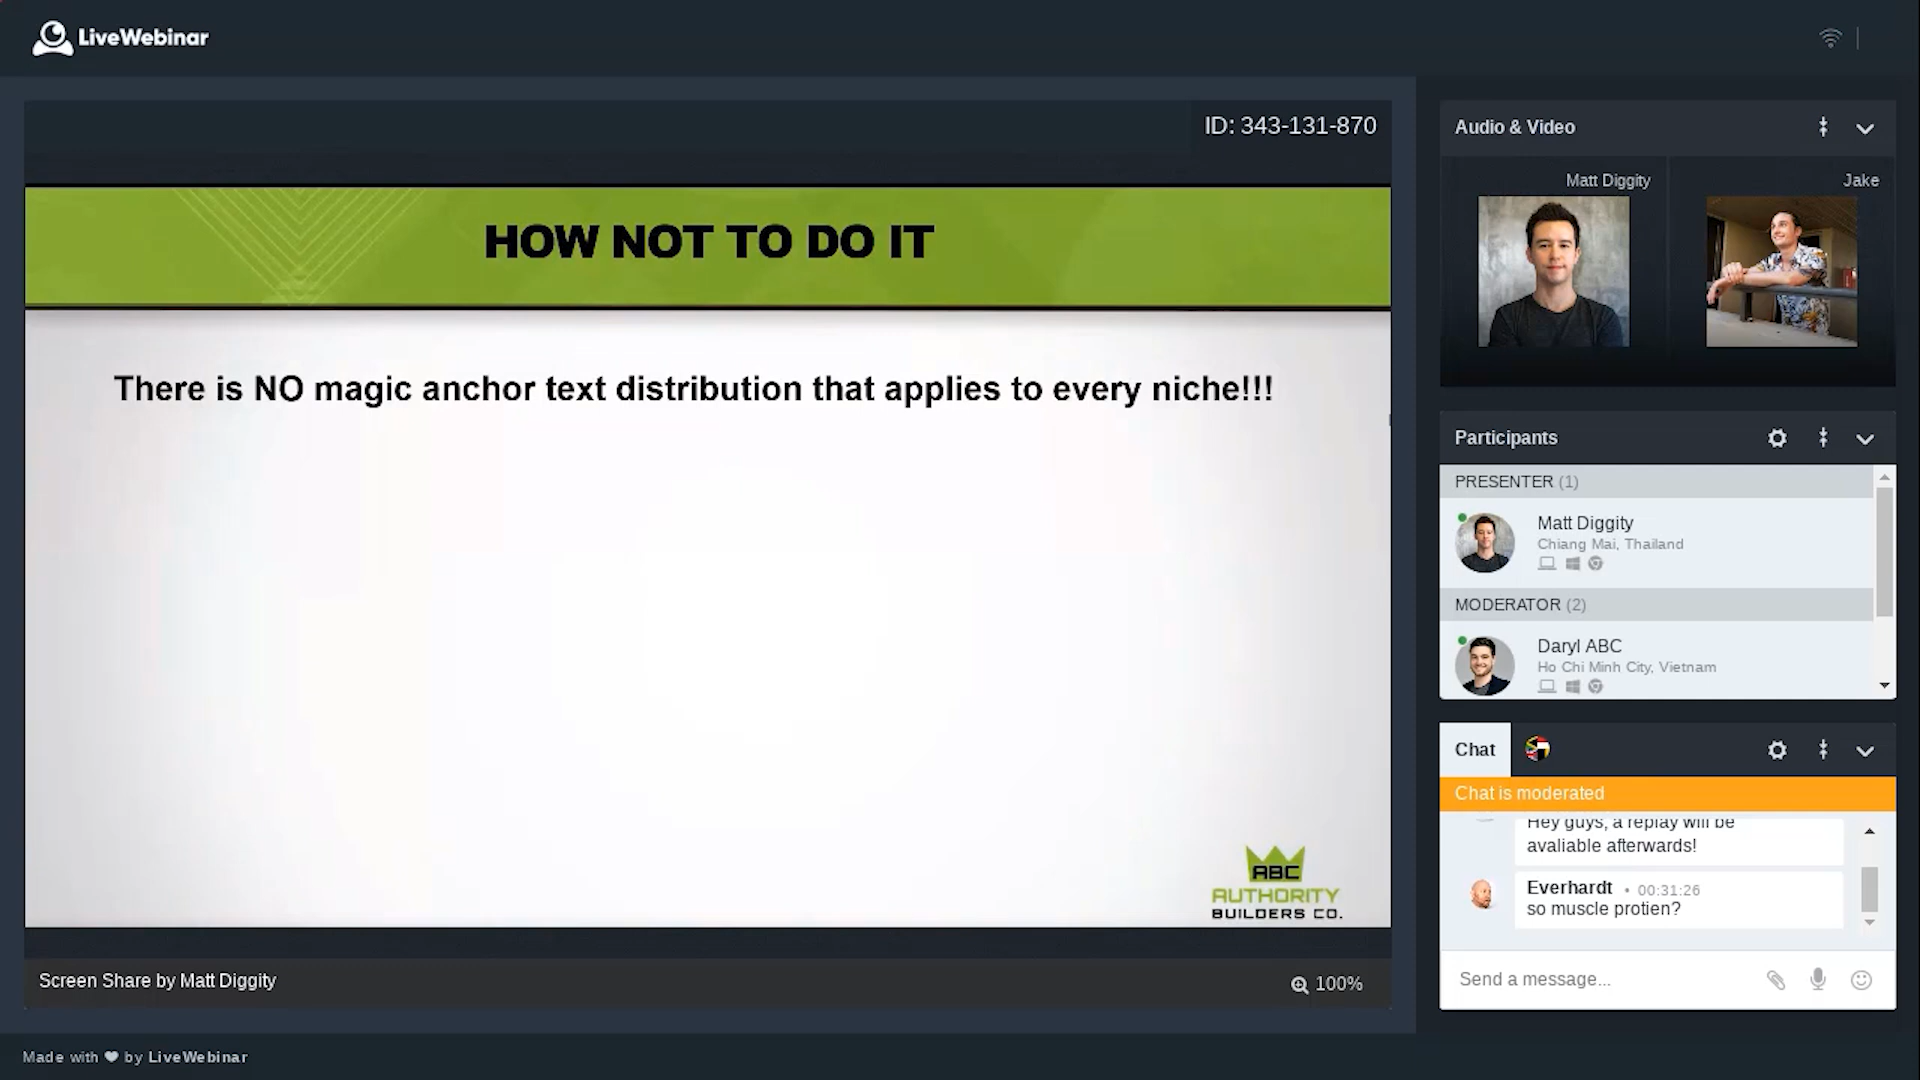 LiveWebinar
ID: 343-131-870
HOW NOT TO DO IT
There is NO magic anchor text distribution that applies to every niche!!!
ABC
AUTHORITY
BUILDERS CO.
Screen Share by Matt Diggity
100%
Audio & Video
Matt Diggity
Jake
Participants
PRESENTER (1)
Matt Diggity
Chiang Mai, Thailand
MODERATOR (2)
Daryl ABC
Ho Chi Minh City, Vietnam
Chat
Chat is moderated
Hey guys, a replay will be
avaliable afterwards!
Everhardt • 00:31:26
so muscle protien?
Send a message...
Made with ❤ by LiveWebinar